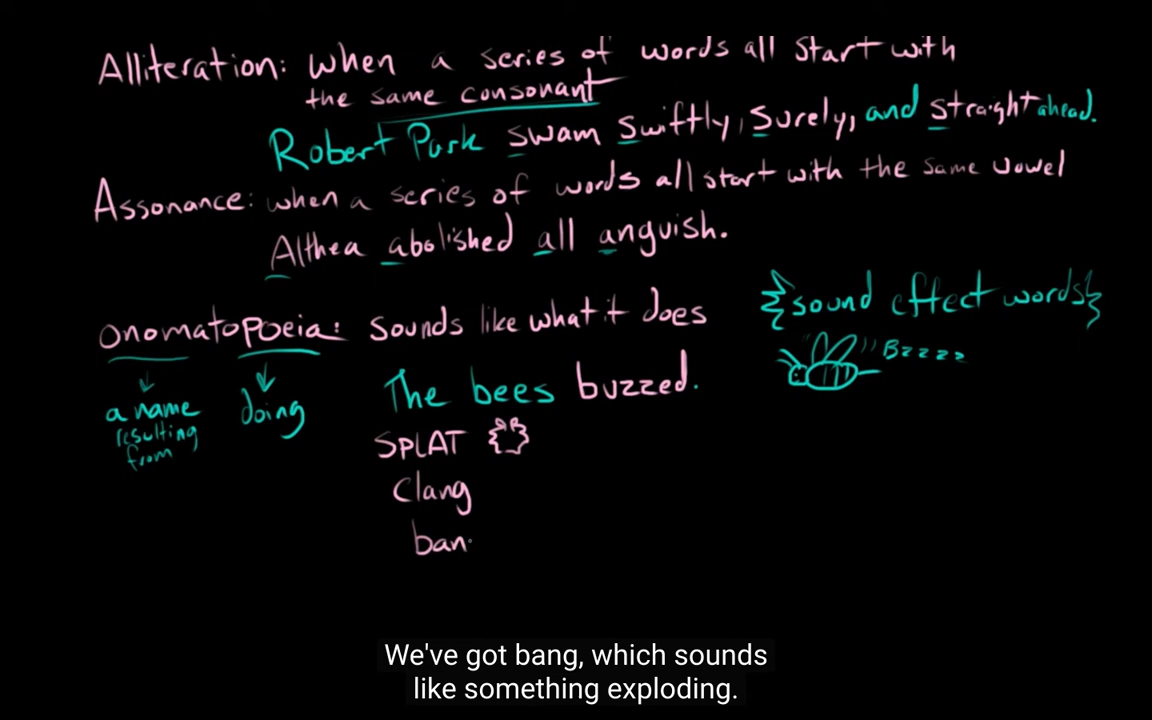 Alliteration: when a series of words all start with
the same consonant
Robert Park swam swiftly, surely, and straight ahead.
Assonance: when a series of words all start with the same vowel
Althea abolished all anguish.
onomatopoeia: sounds like what it does
sound effect words
Bzzzz
a name
resulting
from
doing
The bees buzzed.
SPLAT
Clang
ban
We've got bang, which sounds
like something exploding.